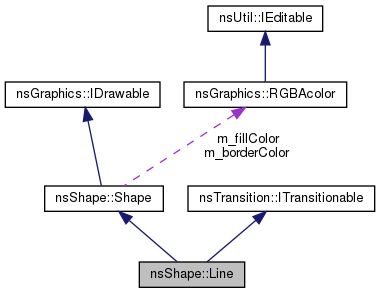 nsUtil::IEditable
nsGraphics::IDrawable
nsGraphics::RGBAcolor
m_fillColor
m_borderColor
nsShape::Shape
nsTransition::ITransitionable
nsShape::Line